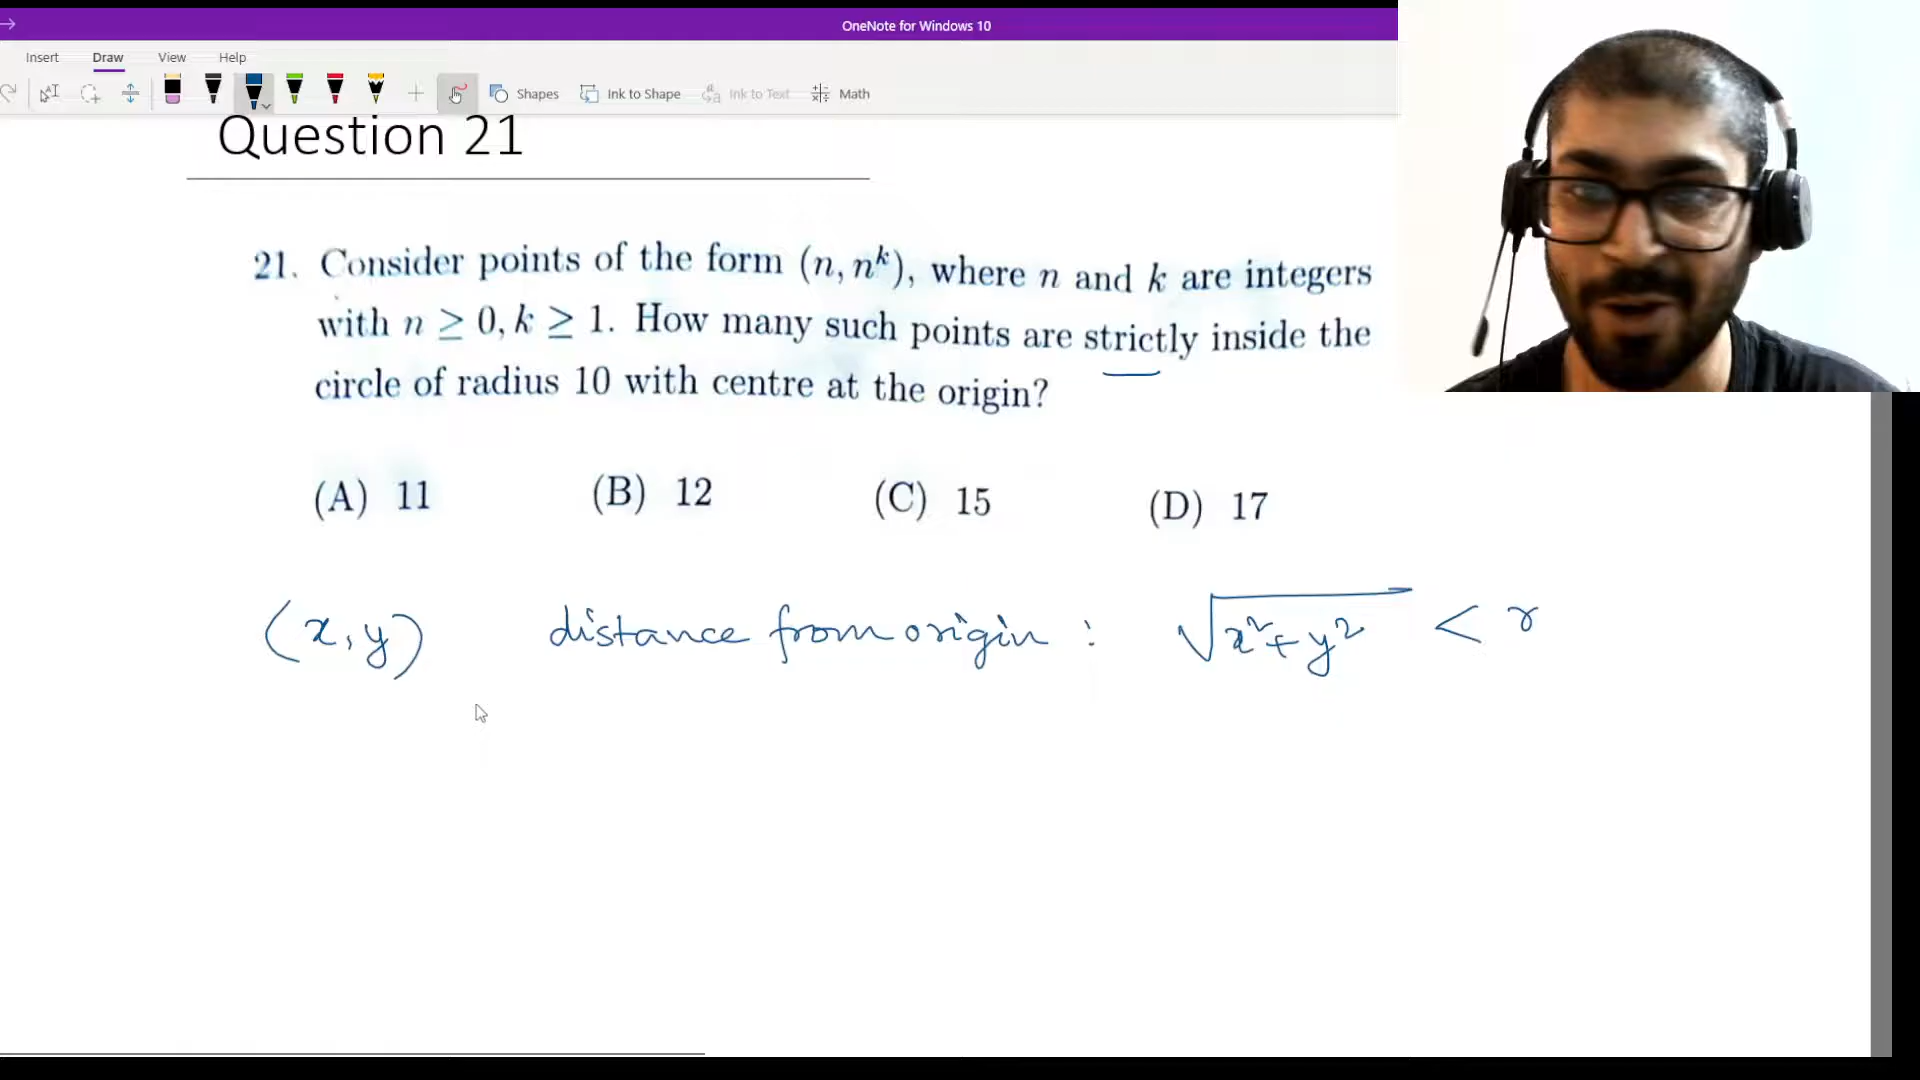 OneNote for Windows 10
Insert Draw View Help
Shapes Ink to Shape Ink to Text Math
Question 21
21. Consider points of the form (n, nᵏ), where n and k are integers
with n ≥ 0, k ≥ 1. How many such points are strictly inside the
circle of radius 10 with centre at the origin?
(A) 11 (B) 12 (C) 15 (D) 17
(x, y) distance from origin : √(x²+y²) < r